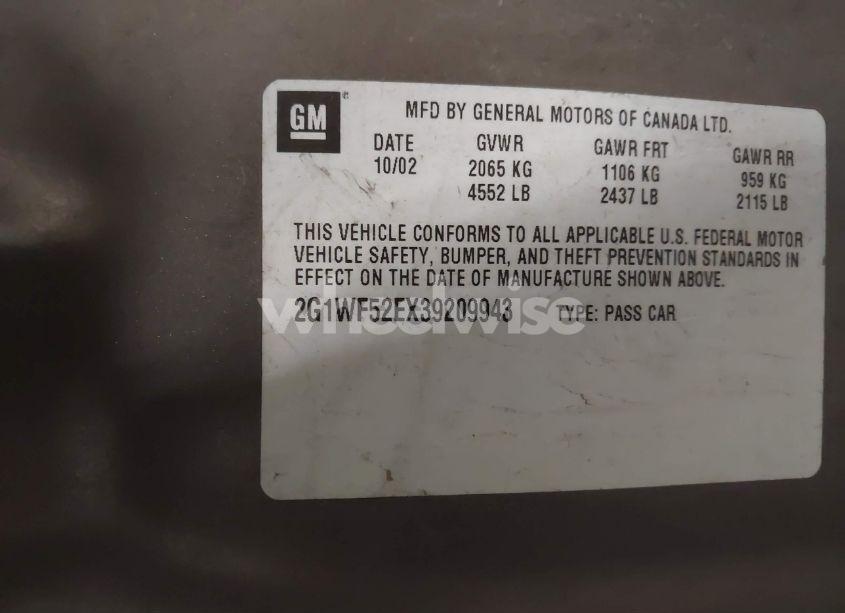 GM
MFD BY GENERAL MOTORS OF CANADA LTD.
DATE GVWR GAWR FRT GAWR RR
10/02 2065 KG 1106 KG 959 KG
4552 LB 2437 LB 2115 LB
THIS VEHICLE CONFORMS TO ALL APPLICABLE U.S. FEDERAL MOTOR
VEHICLE SAFETY, BUMPER, AND THEFT PREVENTION STANDARDS IN
EFFECT ON THE DATE OF MANUFACTURE SHOWN ABOVE.
2G1WF52EX39209943 TYPE: PASS CAR
wheelwise